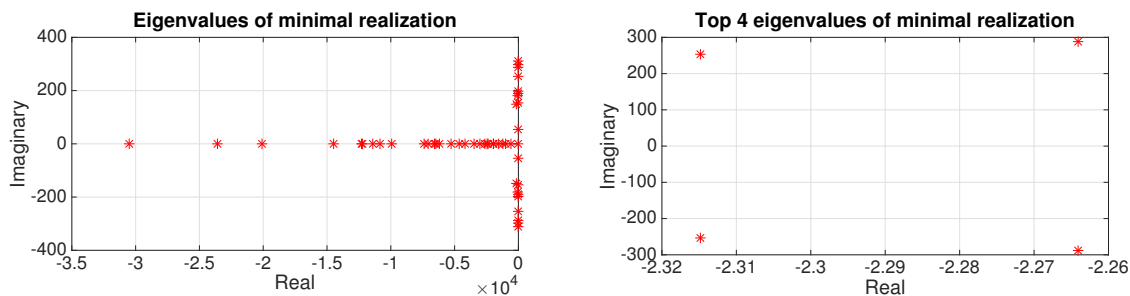 Eigenvalues of minimal realization
400
200
0
-200
-400
Imaginary
-3.5 -3 -2.5 -2 -1.5 -1 -0.5 0
Real
×10⁴
Top 4 eigenvalues of minimal realization
300
200
100
0
-100
-200
-300
Imaginary
-2.32 -2.31 -2.3 -2.29 -2.28 -2.27 -2.26
Real